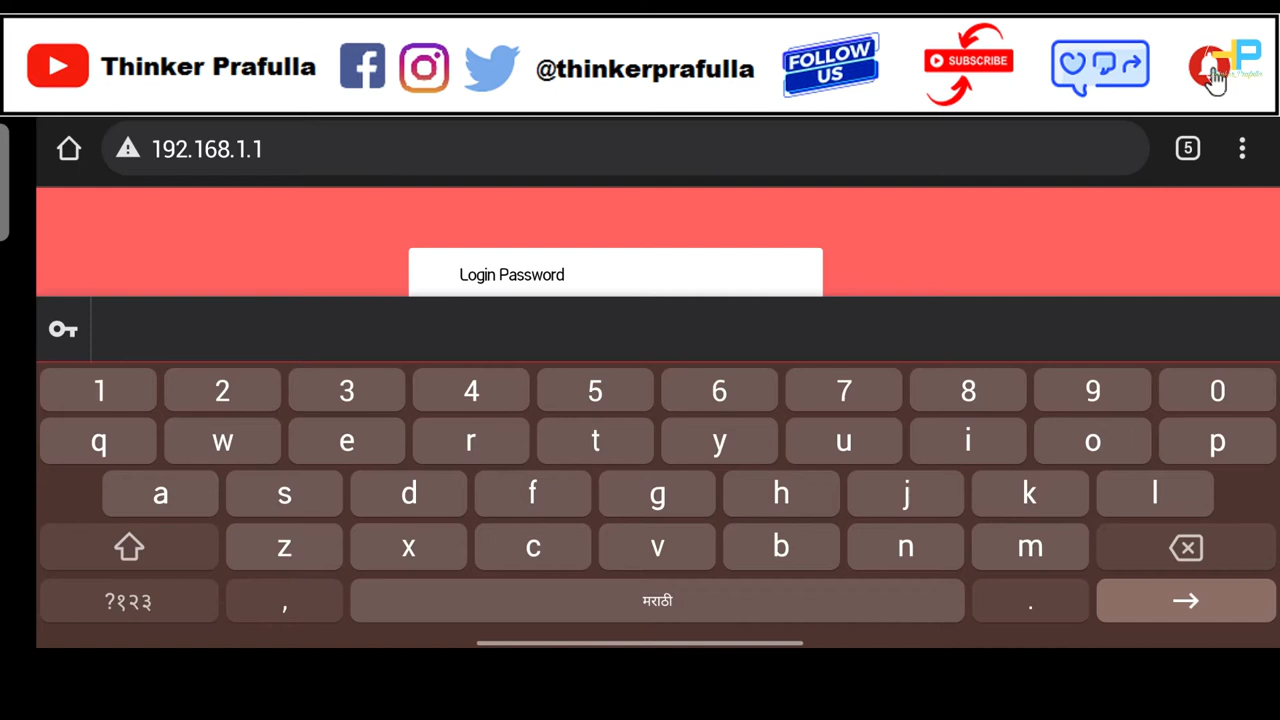 Thinker Prafulla @thinkerprafulla FOLLOW US SUBSCRIBE
192.168.1.1 5
Login Password
1 2 3 4 5 6 7 8 9 0
q w e r t y u i o p
a s d f g h j k l
z x c v b n m
?१२३ , मराठी .